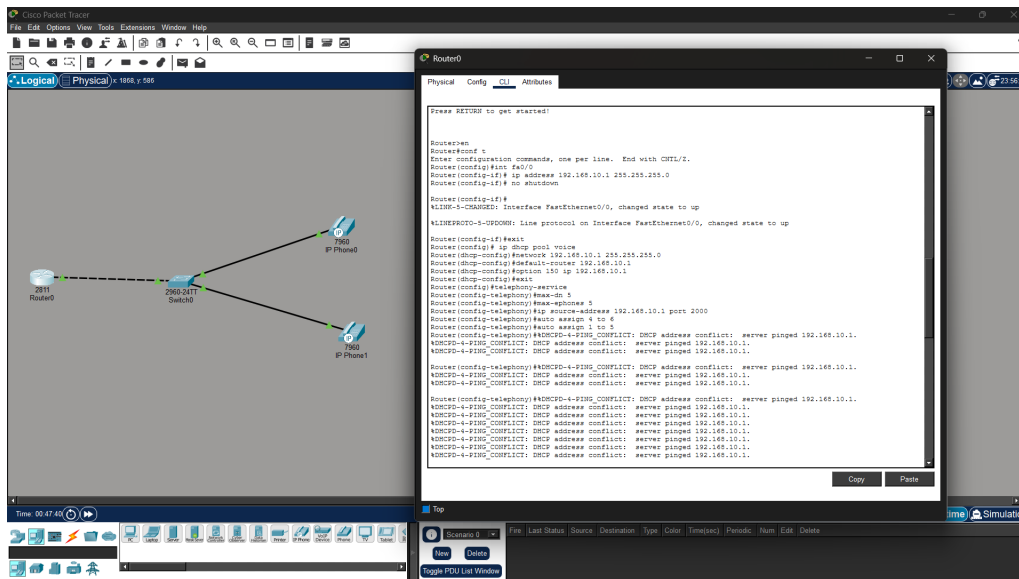 Cisco Packet Tracer
File Edit Options View Tools Extensions Window Help
Logical Physical x: 1868, y: 586
23:56
Router0
Physical Config CLI Attributes
Press RETURN to get started!
Router>en
Router#conf t
Enter configuration commands, one per line. End with CNTL/Z.
Router(config)#int fa0/0
Router(config-if)# ip address 192.168.10.1 255.255.255.0
Router(config-if)# no shutdown
Router(config-if)#
%LINK-5-CHANGED: Interface FastEthernet0/0, changed state to up
%LINEPROTO-5-UPDOWN: Line protocol on Interface FastEthernet0/0, changed state to up
Router(config-if)#exit
Router(config)# ip dhcp pool voice
Router(dhcp-config)#network 192.168.10.1 255.255.255.0
Router(dhcp-config)#default-router 192.168.10.1
Router(dhcp-config)#option 150 ip 192.168.10.1
Router(dhcp-config)#exit
Router(config)#telephony-service
Router(config-telephony)#max-dn 5
Router(config-telephony)#max-ephones 5
Router(config-telephony)#ip source-address 192.168.10.1 port 2000
Router(config-telephony)#auto assign 4 to 6
Router(config-telephony)#auto assign 1 to 5
Router(config-telephony)#%DHCPD-4-PING_CONFLICT: DHCP address conflict: server pinged 192.168.10.1.
%DHCPD-4-PING_CONFLICT: DHCP address conflict: server pinged 192.168.10.1.
%DHCPD-4-PING_CONFLICT: DHCP address conflict: server pinged 192.168.10.1.
Router(config-telephony)#%DHCPD-4-PING_CONFLICT: DHCP address conflict: server pinged 192.168.10.1.
%DHCPD-4-PING_CONFLICT: DHCP address conflict: server pinged 192.168.10.1.
%DHCPD-4-PING_CONFLICT: DHCP address conflict: server pinged 192.168.10.1.
Router(config-telephony)#%DHCPD-4-PING_CONFLICT: DHCP address conflict: server pinged 192.168.10.1.
%DHCPD-4-PING_CONFLICT: DHCP address conflict: server pinged 192.168.10.1.
%DHCPD-4-PING_CONFLICT: DHCP address conflict: server pinged 192.168.10.1.
%DHCPD-4-PING_CONFLICT: DHCP address conflict: server pinged 192.168.10.1.
%DHCPD-4-PING_CONFLICT: DHCP address conflict: server pinged 192.168.10.1.
%DHCPD-4-PING_CONFLICT: DHCP address conflict: server pinged 192.168.10.1.
%DHCPD-4-PING_CONFLICT: DHCP address conflict: server pinged 192.168.10.1.
Copy Paste
Top
IP
7960
IP Phone0
2811
Router0
2960-24TT
Switch0
IP
7960
IP Phone1
Time: 00:47:40
time Simulatio
PC Laptop Server Printer IP Phone VoIP Device Phone TV Tablet
Scenario 0
Fire Last Status Source Destination Type Color Time(sec) Periodic Num Edit Delete
New Delete
Toggle PDU List Window